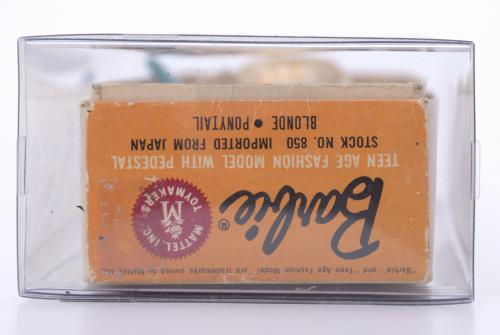 "Barbie" and "Teen Age Fashion Model" are trademarks owned by Mattel, Inc.
Barbie®
MATTEL, INC.
TOYMAKERS
M
TEEN AGE FASHION MODEL WITH PEDESTAL
STOCK NO. 850 IMPORTED FROM JAPAN
BLONDE • PONYTAIL